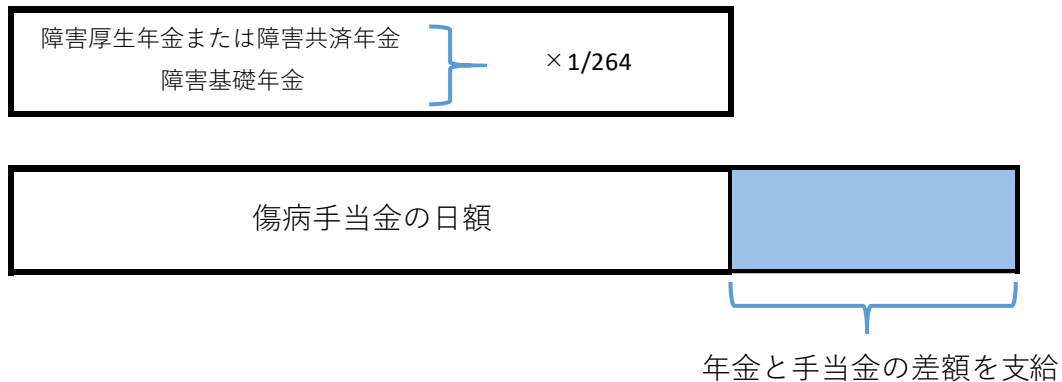 障害厚生年金または障害共済年金
障害基礎年金
×1/264
傷病手当金の日額
年金と手当金の差額を支給